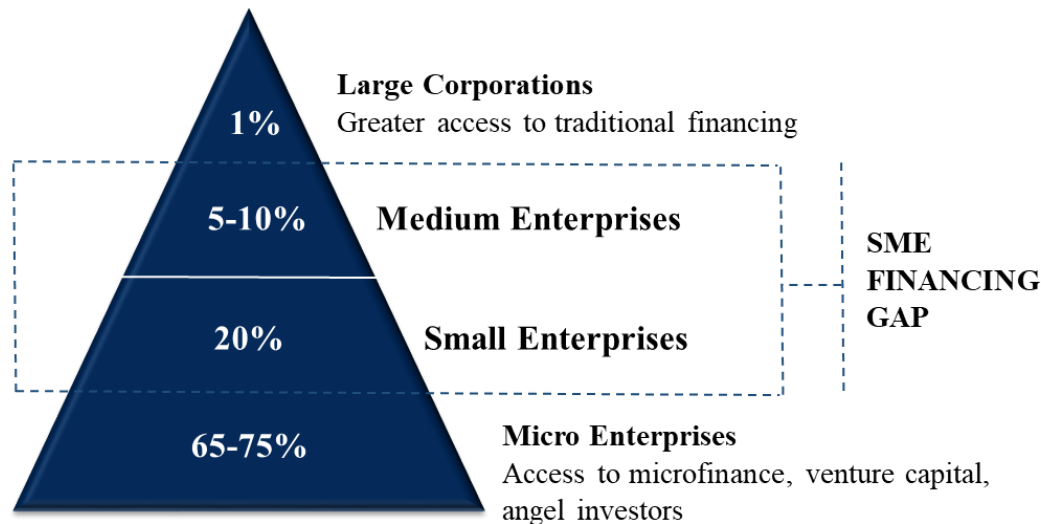 1%
Large Corporations
Greater access to traditional financing
5-10%
Medium Enterprises
20%
Small Enterprises
65-75%
Micro Enterprises
Access to microfinance, venture capital,
angel investors
SME
FINANCING
GAP